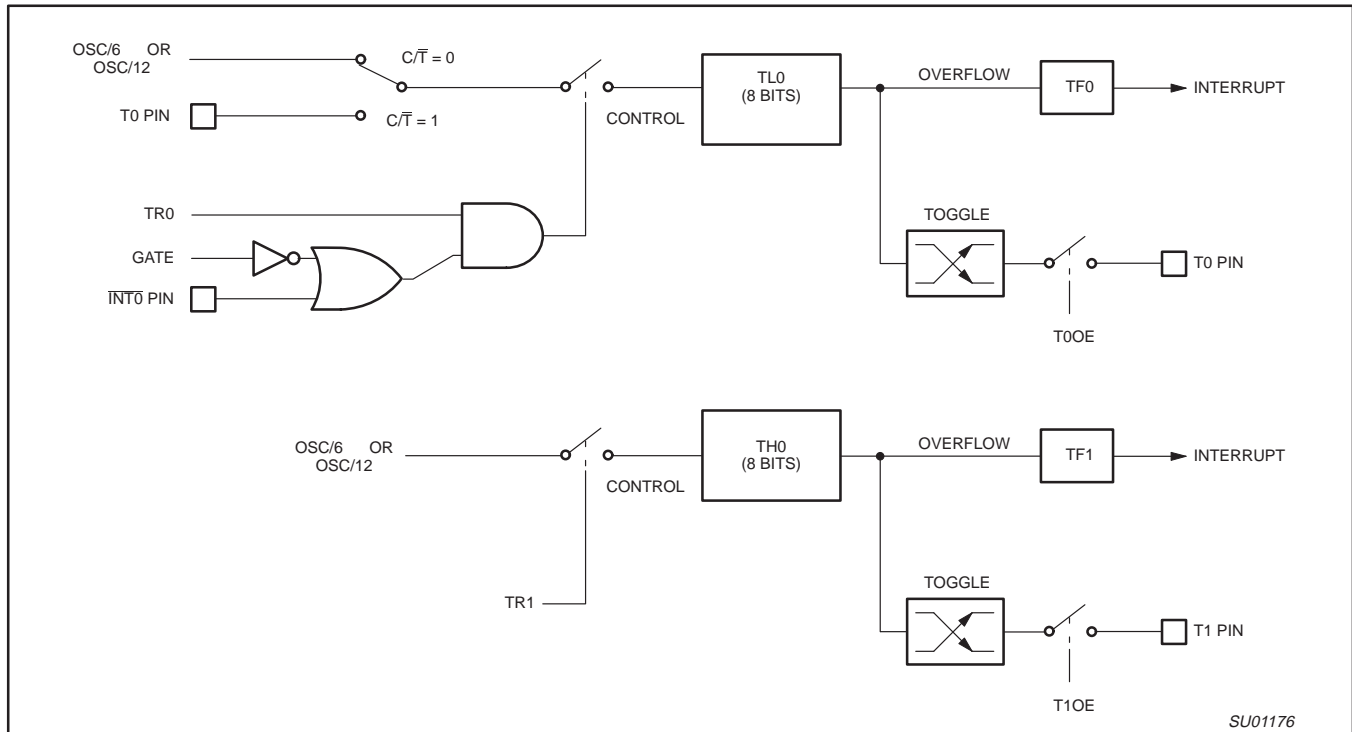 OSC/6 OR
OSC/12
C/T̅ = 0
T0 PIN
C/T̅ = 1
CONTROL
TL0
(8 BITS)
OVERFLOW
TF0
INTERRUPT
TR0
GATE
I̅N̅T̅0̅ PIN
TOGGLE
T0 PIN
T0OE
OSC/6 OR
OSC/12
CONTROL
TH0
(8 BITS)
OVERFLOW
TF1
INTERRUPT
TR1
TOGGLE
T1 PIN
T1OE
SU01176